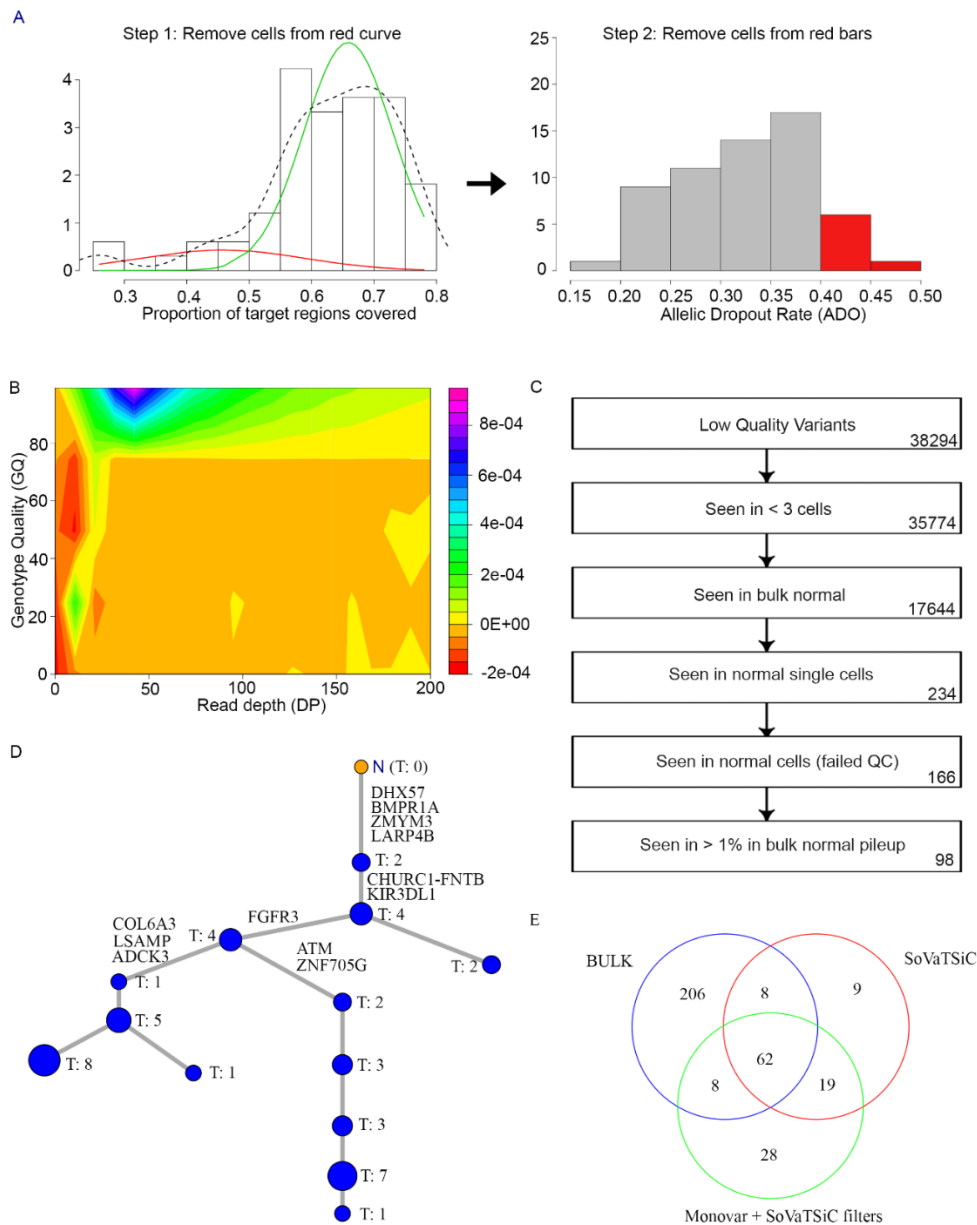 A
Step 1: Remove cells from red curve
4
3
2
1
0
0.3 0.4 0.5 0.6 0.7 0.8
Proportion of target regions covered
Step 2: Remove cells from red bars
25
20
15
10
5
0
0.15 0.20 0.25 0.30 0.35 0.40 0.45 0.50
Allelic Dropout Rate (ADO)
B
Genotype Quality (GQ)
80
60
40
20
0
0 50 100 150 200
Read depth (DP)
8e-04
6e-04
4e-04
2e-04
0E+00
-2e-04
C
Low Quality Variants
38294
Seen in < 3 cells
35774
Seen in bulk normal
17644
Seen in normal single cells
234
Seen in normal cells (failed QC)
166
Seen in > 1% in bulk normal pileup
98
D
N (T: 0)
DHX57
BMPR1A
ZMYM3
LARP4B
T: 2
CHURC1-FNTB
KIR3DL1
T: 4
FGFR3
T: 4
T: 2
COL6A3
LSAMP
ADCK3
T: 1
ATM
ZNF705G
T: 2
T: 5
T: 8
T: 1
T: 3
T: 3
T: 7
T: 1
E
BULK
SoVaTSiC
206
8
9
62
8
19
28
Monovar + SoVaTSiC filters